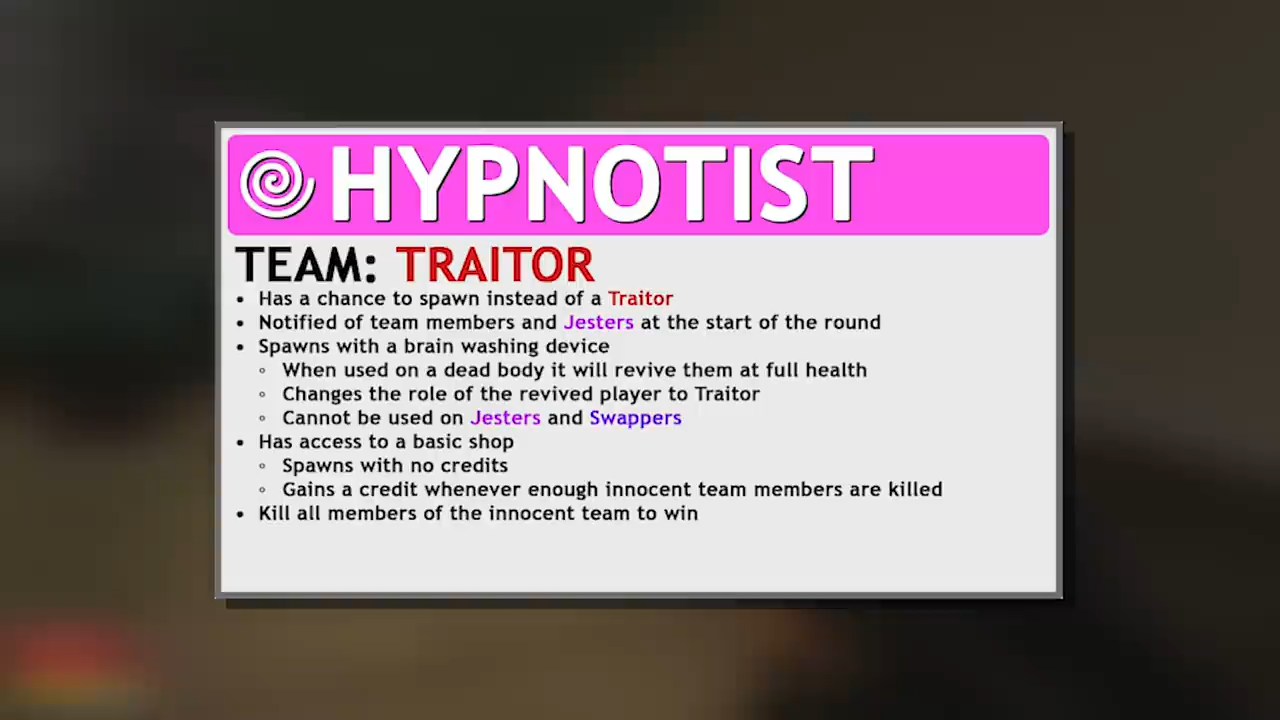 HYPNOTIST
TEAM: TRAITOR
• Has a chance to spawn instead of a Traitor
• Notified of team members and Jesters at the start of the round
• Spawns with a brain washing device
◦ When used on a dead body it will revive them at full health
◦ Changes the role of the revived player to Traitor
◦ Cannot be used on Jesters and Swappers
• Has access to a basic shop
◦ Spawns with no credits
◦ Gains a credit whenever enough innocent team members are killed
• Kill all members of the innocent team to win